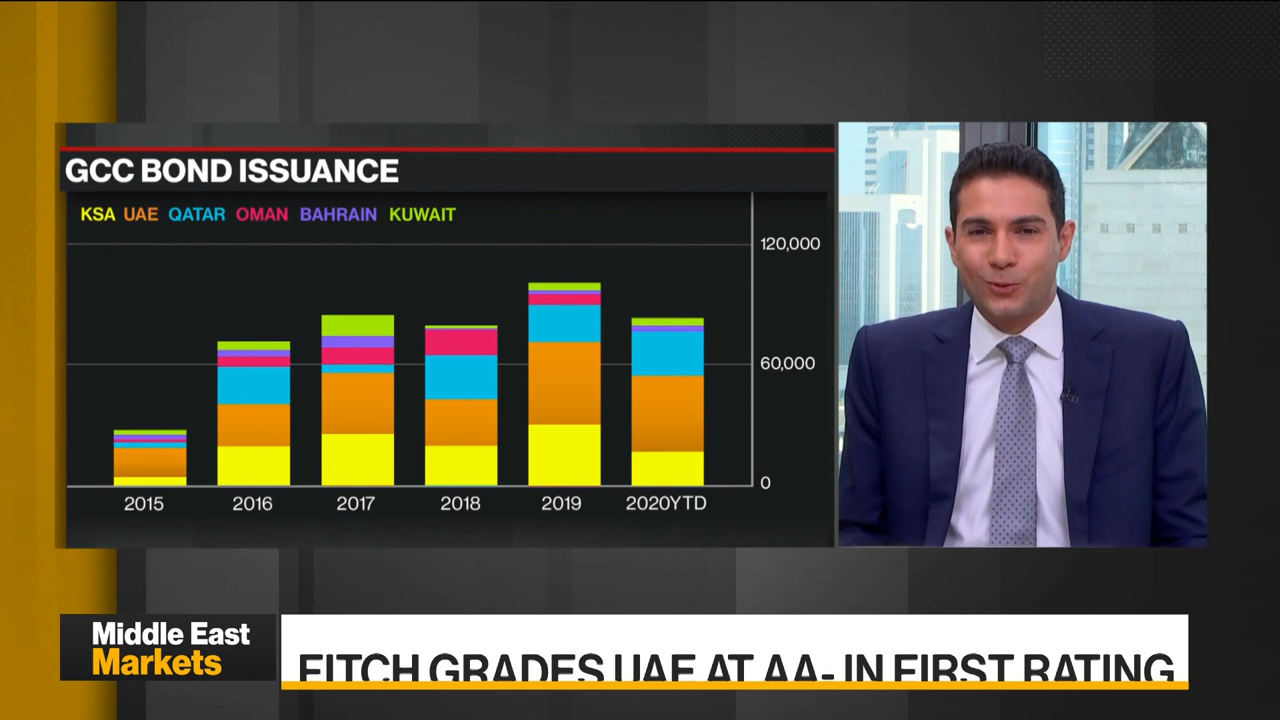 GCC BOND ISSUANCE
KSA UAE QATAR OMAN BAHRAIN KUWAIT
120,000
60,000
0
2015 2016 2017 2018 2019 2020YTD
Middle East
Markets
FITCH GRADES UAE AT AA- IN FIRST RATING